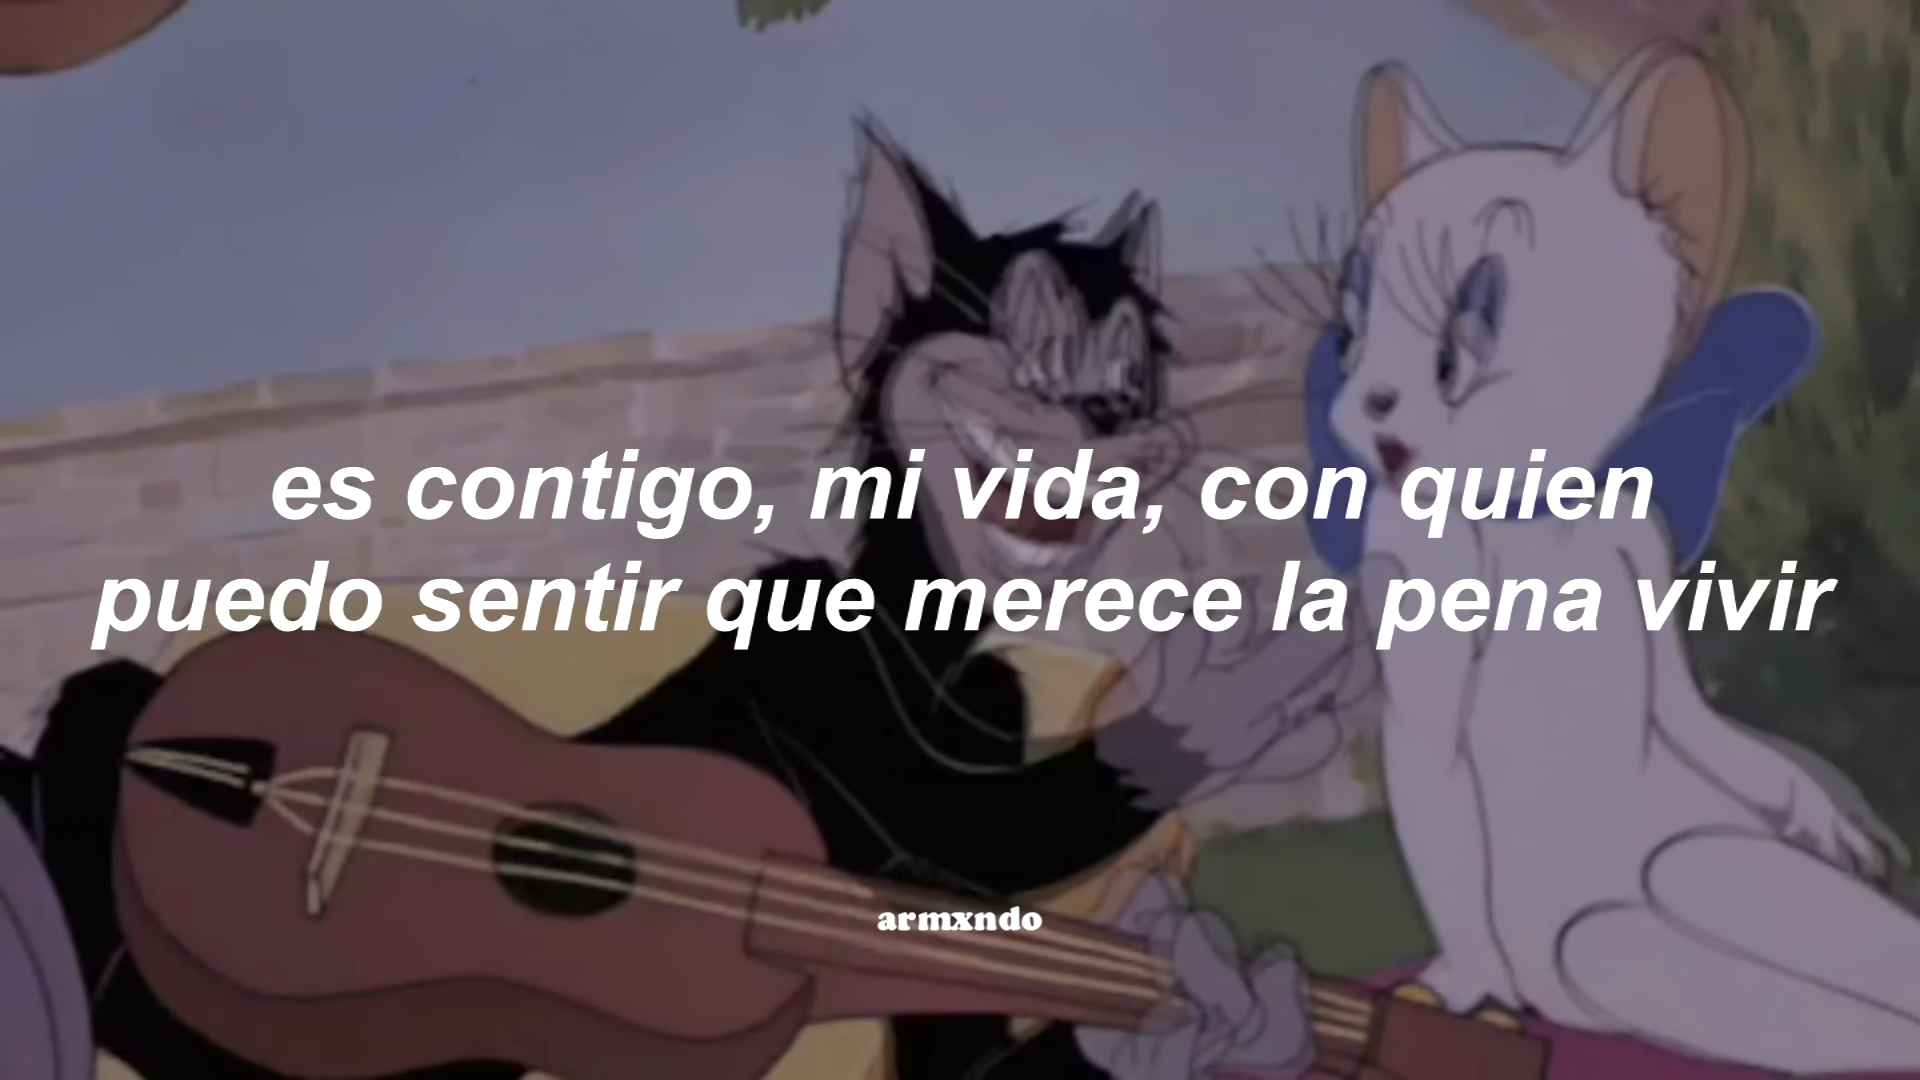 es contigo, mi vida, con quien
puedo sentir que merece la pena vivir
armxndo